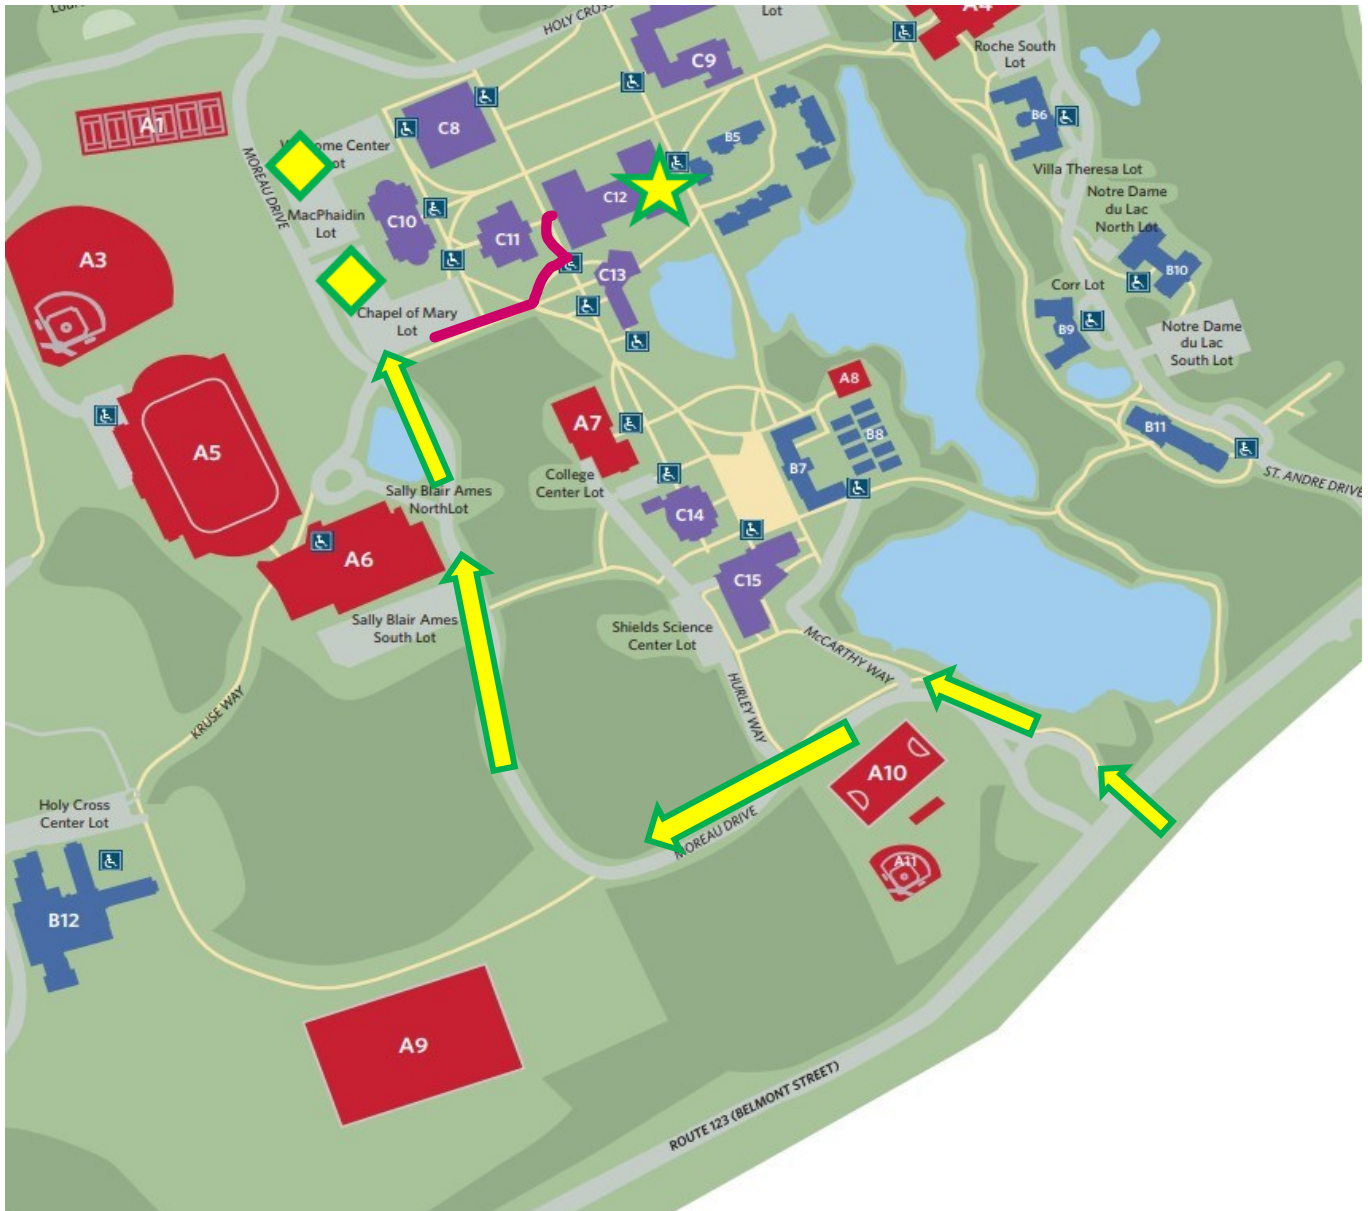 HOLY CROSS
Lot
A4
Roche South
Lot
C9
A1
C8
B5
B6
Center
MOREAU DRIVE
Villa Theresa Lot
Notre Dame
du Lac
North Lot
C12
MacPhaidin
Lot
C10
C11
A3
C13
B10
Corr Lot
Chapel of Mary
Lot
B9
Notre Dame
du Lac
South Lot
A8
A7
A5
B8
B11
B7
College
Center Lot
ST. ANDRE DRIVE
Sally Blair Ames
NorthLot
C14
A6
C15
Sally Blair Ames
South Lot
Shields Science
Center Lot
McCARTHY WAY
HURLEY WAY
KRUSE WAY
A10
Holy Cross
Center Lot
MOREAU DRIVE
A11
B12
A9
ROUTE 123 (BELMONT STREET)